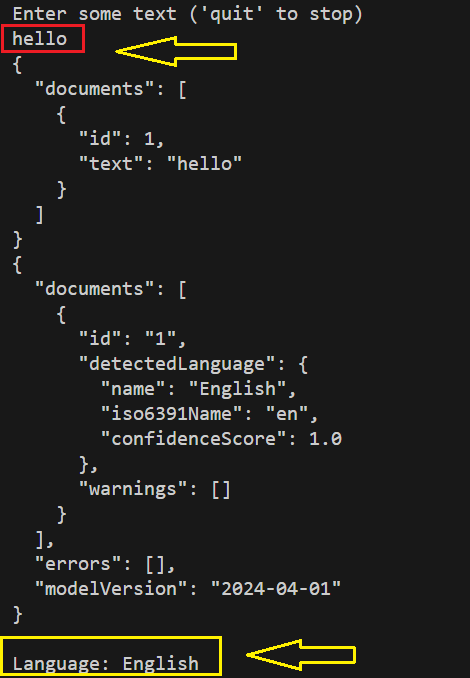 Enter some text ('quit' to stop)
hello
{
  "documents": [
    {
      "id": 1,
      "text": "hello"
    }
  ]
}
{
  "documents": [
    {
      "id": "1",
      "detectedLanguage": {
        "name": "English",
        "iso6391Name": "en",
        "confidenceScore": 1.0
      },
      "warnings": []
    }
  ],
  "errors": [],
  "modelVersion": "2024-04-01"
}
Language: English